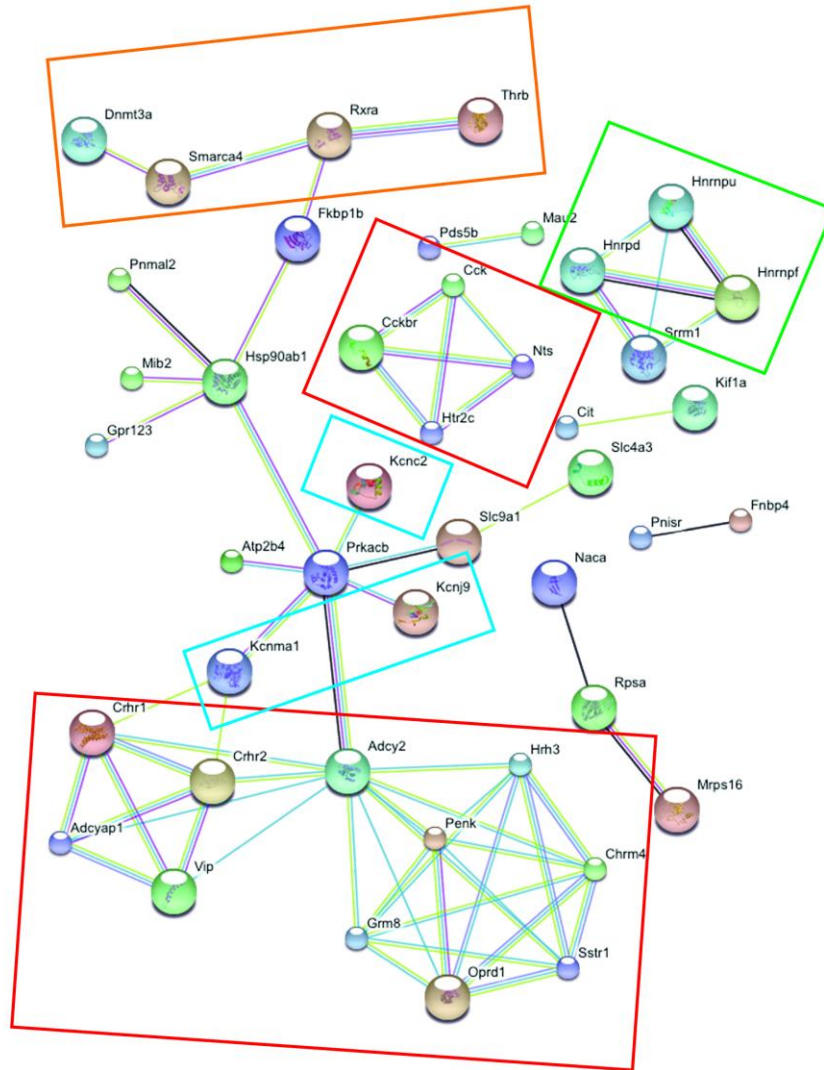 Thrb
Rxra
Dnmt3a
Smarca4
Hnrnpu
Fkbp1b
Pds5b
Mau2
Hnrpd
Hnrnpf
Pnmal2
Cck
Cckbr
Srrm1
Hsp90ab1
Nts
Mib2
Kif1a
Gpr123
Htr2c
Cit
Slc4a3
Kcnc2
Slc9a1
Fnbp4
Pnisr
Atp2b4
Prkacb
Naca
Kcnj9
Kcnma1
Rpsa
Crhr1
Crhr2
Adcy2
Hrh3
Mrps16
Adcyap1
Penk
Vip
Chrm4
Grm8
Sstr1
Oprd1